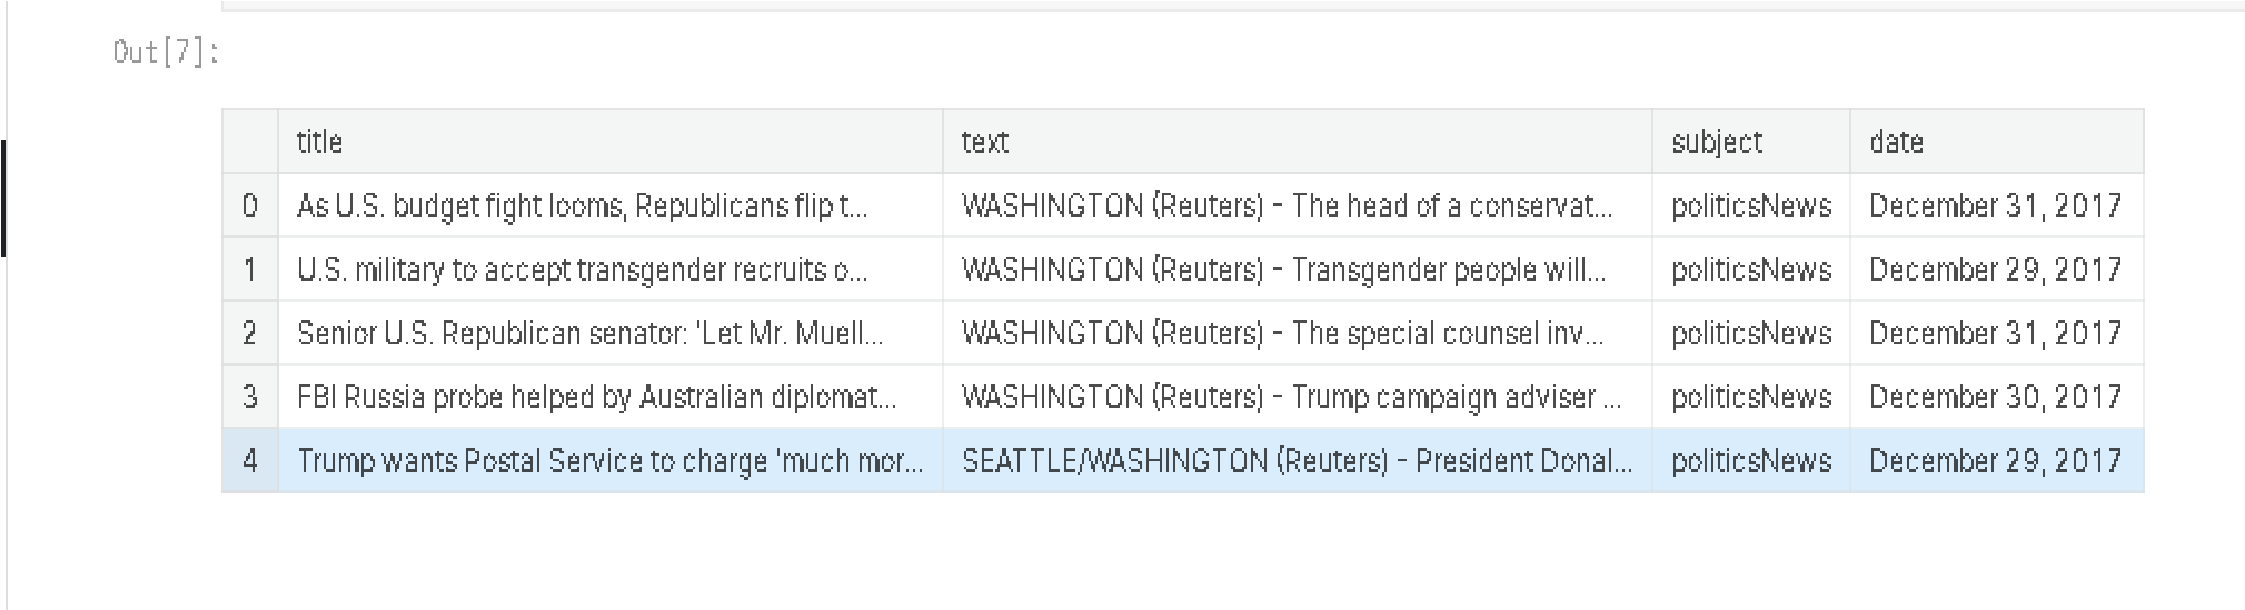 Out[7]:
title text subject date
0 As U.S. budget fight looms, Republicans flip t... WASHINGTON (Reuters) - The head of a conservat... politicsNews December 31, 2017
1 U.S. military to accept transgender recruits o... WASHINGTON (Reuters) - Transgender people will... politicsNews December 29, 2017
2 Senior U.S. Republican senator: 'Let Mr. Muell... WASHINGTON (Reuters) - The special counsel inv... politicsNews December 31, 2017
3 FBI Russia probe helped by Australian diplomat... WASHINGTON (Reuters) - Trump campaign adviser ... politicsNews December 30, 2017
4 Trump wants Postal Service to charge 'much mor... SEATTLE/WASHINGTON (Reuters) - President Donal... politicsNews December 29, 2017